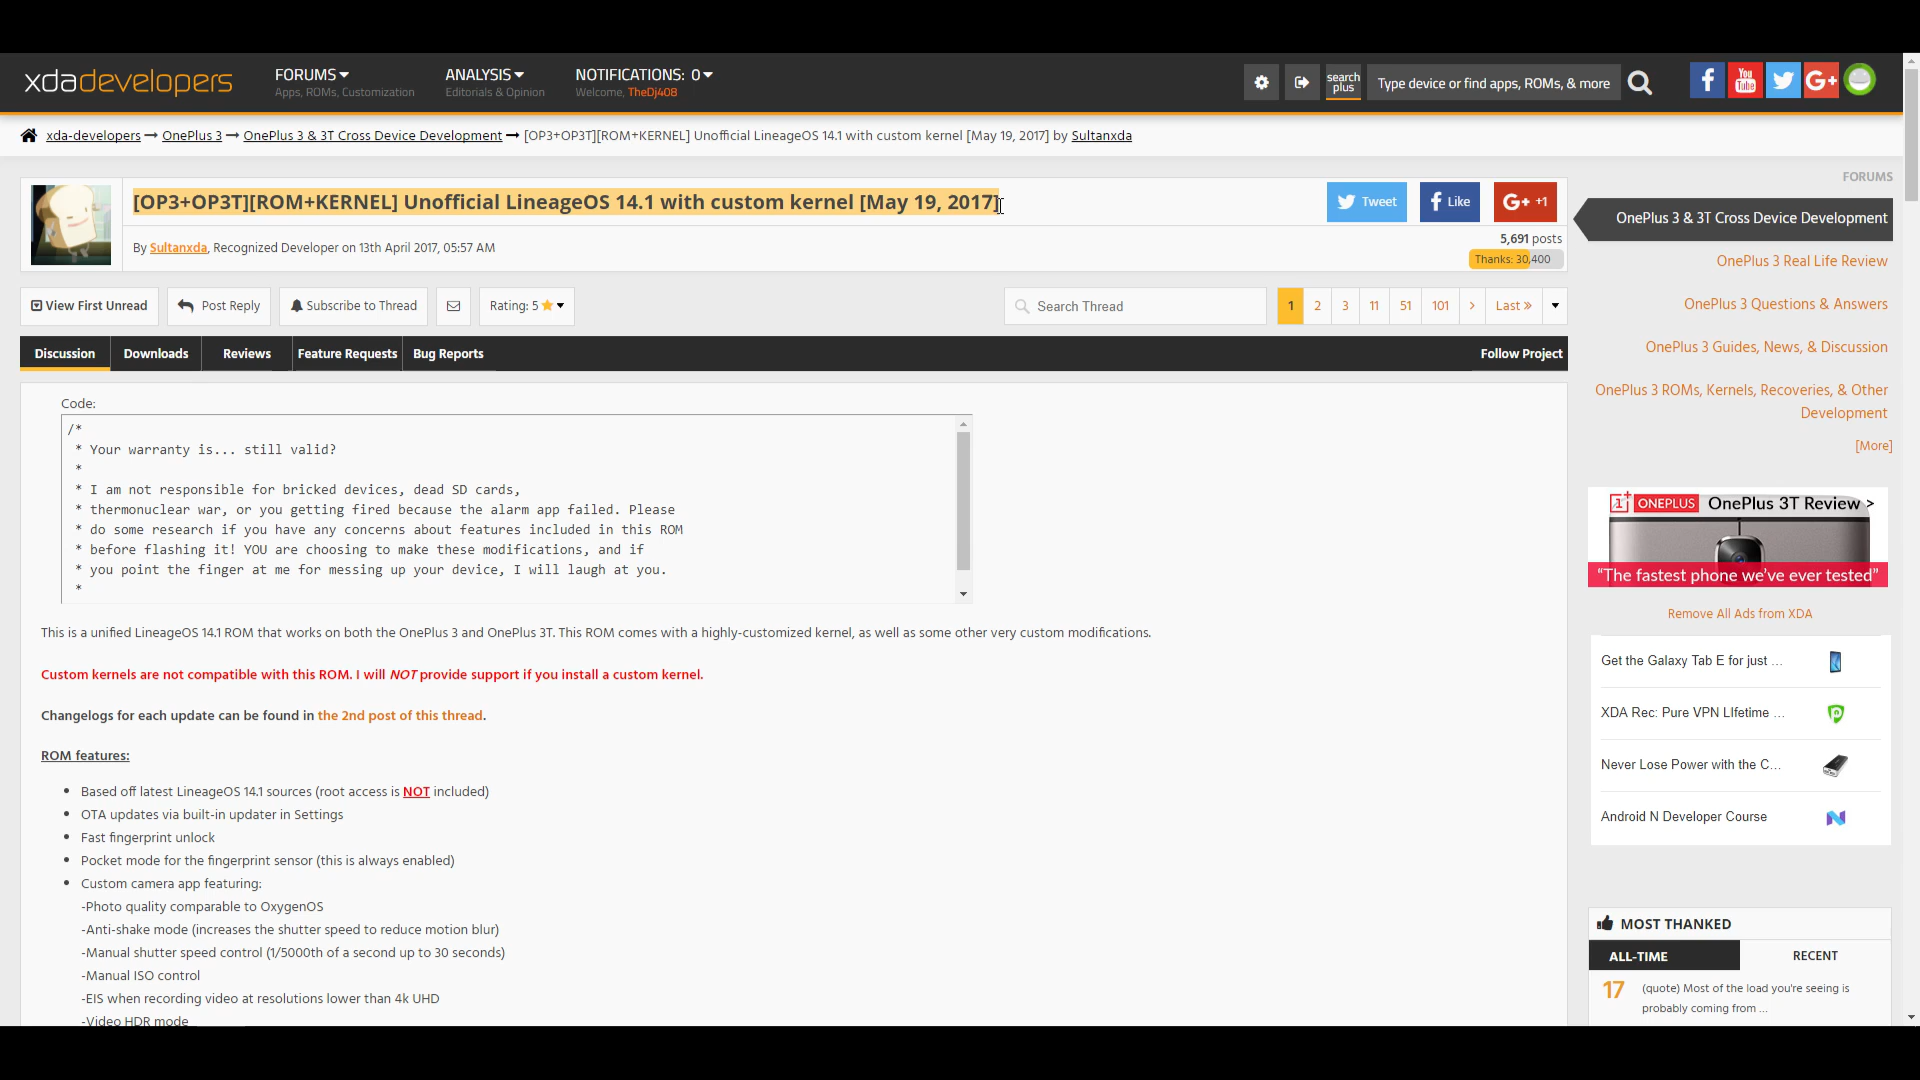 xdadevelopers
FORUMS
Apps, ROMs, Customization
ANALYSIS
Editorials & Opinion
NOTIFICATIONS: 0
Welcome, TheDj408
search plus
Type device or find apps, ROMs, & more
You Tube
G+
xda-developers → OnePlus 3 → OnePlus 3 & 3T Cross Device Development → [OP3+OP3T][ROM+KERNEL] Unofficial LineageOS 14.1 with custom kernel [May 19, 2017] by Sultanxda
[OP3+OP3T][ROM+KERNEL] Unofficial LineageOS 14.1 with custom kernel [May 19, 2017]
Tweet
Like
G+ +1
By Sultanxda, Recognized Developer on 13th April 2017, 05:57 AM
5,691 posts
Thanks: 30,400
View First Unread
Post Reply
Subscribe to Thread
Rating: 5
Search Thread
1 2 3 11 51 101 > Last »
Discussion
Downloads
Reviews
Feature Requests
Bug Reports
Follow Project
Code:
/*
* Your warranty is... still valid?
*
* I am not responsible for bricked devices, dead SD cards,
* thermonuclear war, or you getting fired because the alarm app failed. Please
* do some research if you have any concerns about features included in this ROM
* before flashing it! YOU are choosing to make these modifications, and if
* you point the finger at me for messing up your device, I will laugh at you.
*
This is a unified LineageOS 14.1 ROM that works on both the OnePlus 3 and OnePlus 3T. This ROM comes with a highly-customized kernel, as well as some other very custom modifications.
Custom kernels are not compatible with this ROM. I will NOT provide support if you install a custom kernel.
Changelogs for each update can be found in the 2nd post of this thread.
ROM features:
• Based off latest LineageOS 14.1 sources (root access is NOT included)
• OTA updates via built-in updater in Settings
• Fast fingerprint unlock
• Pocket mode for the fingerprint sensor (this is always enabled)
• Custom camera app featuring:
-Photo quality comparable to OxygenOS
-Anti-shake mode (increases the shutter speed to reduce motion blur)
-Manual shutter speed control (1/5000th of a second up to 30 seconds)
-Manual ISO control
-EIS when recording video at resolutions lower than 4k UHD
-Video HDR mode
FORUMS
OnePlus 3 & 3T Cross Device Development
OnePlus 3 Real Life Review
OnePlus 3 Questions & Answers
OnePlus 3 Guides, News, & Discussion
OnePlus 3 ROMs, Kernels, Recoveries, & Other
Development
[More]
1+ ONEPLUS OnePlus 3T Review >
“The fastest phone we’ve ever tested”
Remove All Ads from XDA
Get the Galaxy Tab E for just ...
XDA Rec: Pure VPN LIfetime ...
Never Lose Power with the C...
Android N Developer Course
MOST THANKED
ALL-TIME
RECENT
17
(quote) Most of the load you're seeing is
probably coming from ...